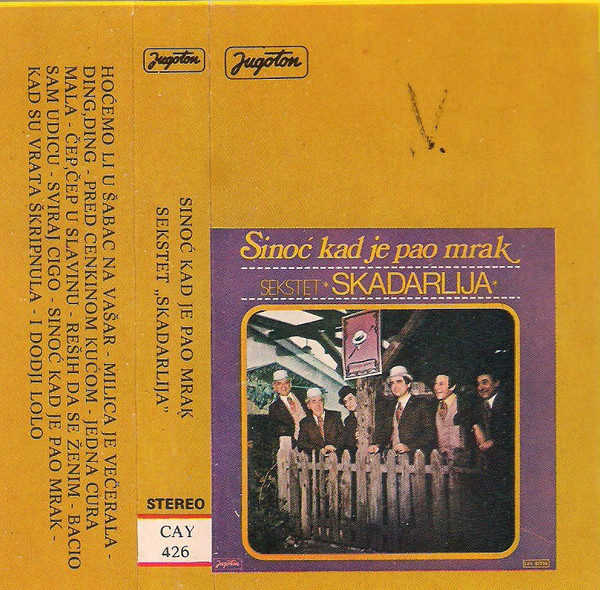 HOĆEMO LI U ŠABAC NA VAŠAR - MILICA JE VEČERALA -
DING,DING - PRED CENKINOM KUĆOM - JEDNA CURA
MALA - ČEP,ČEP U SLAVINU - REŠIH DA SE ŽENIM - BACIO
SAM UDICU - SVIRAJ CIGO - SINOĆ KAD JE PAO MRAK -
KAD SU VRATA ŠKRIPNULA - I DODJI LOLO
Jugoton
SINOĆ KAD JE PAO MRAK
SEKSTET „SKADARLIJA”
STEREO
CAY
426
Jugoton
Sinoć kad je pao mrak
SEKSTET * SKADARLIJA *
Jugoton